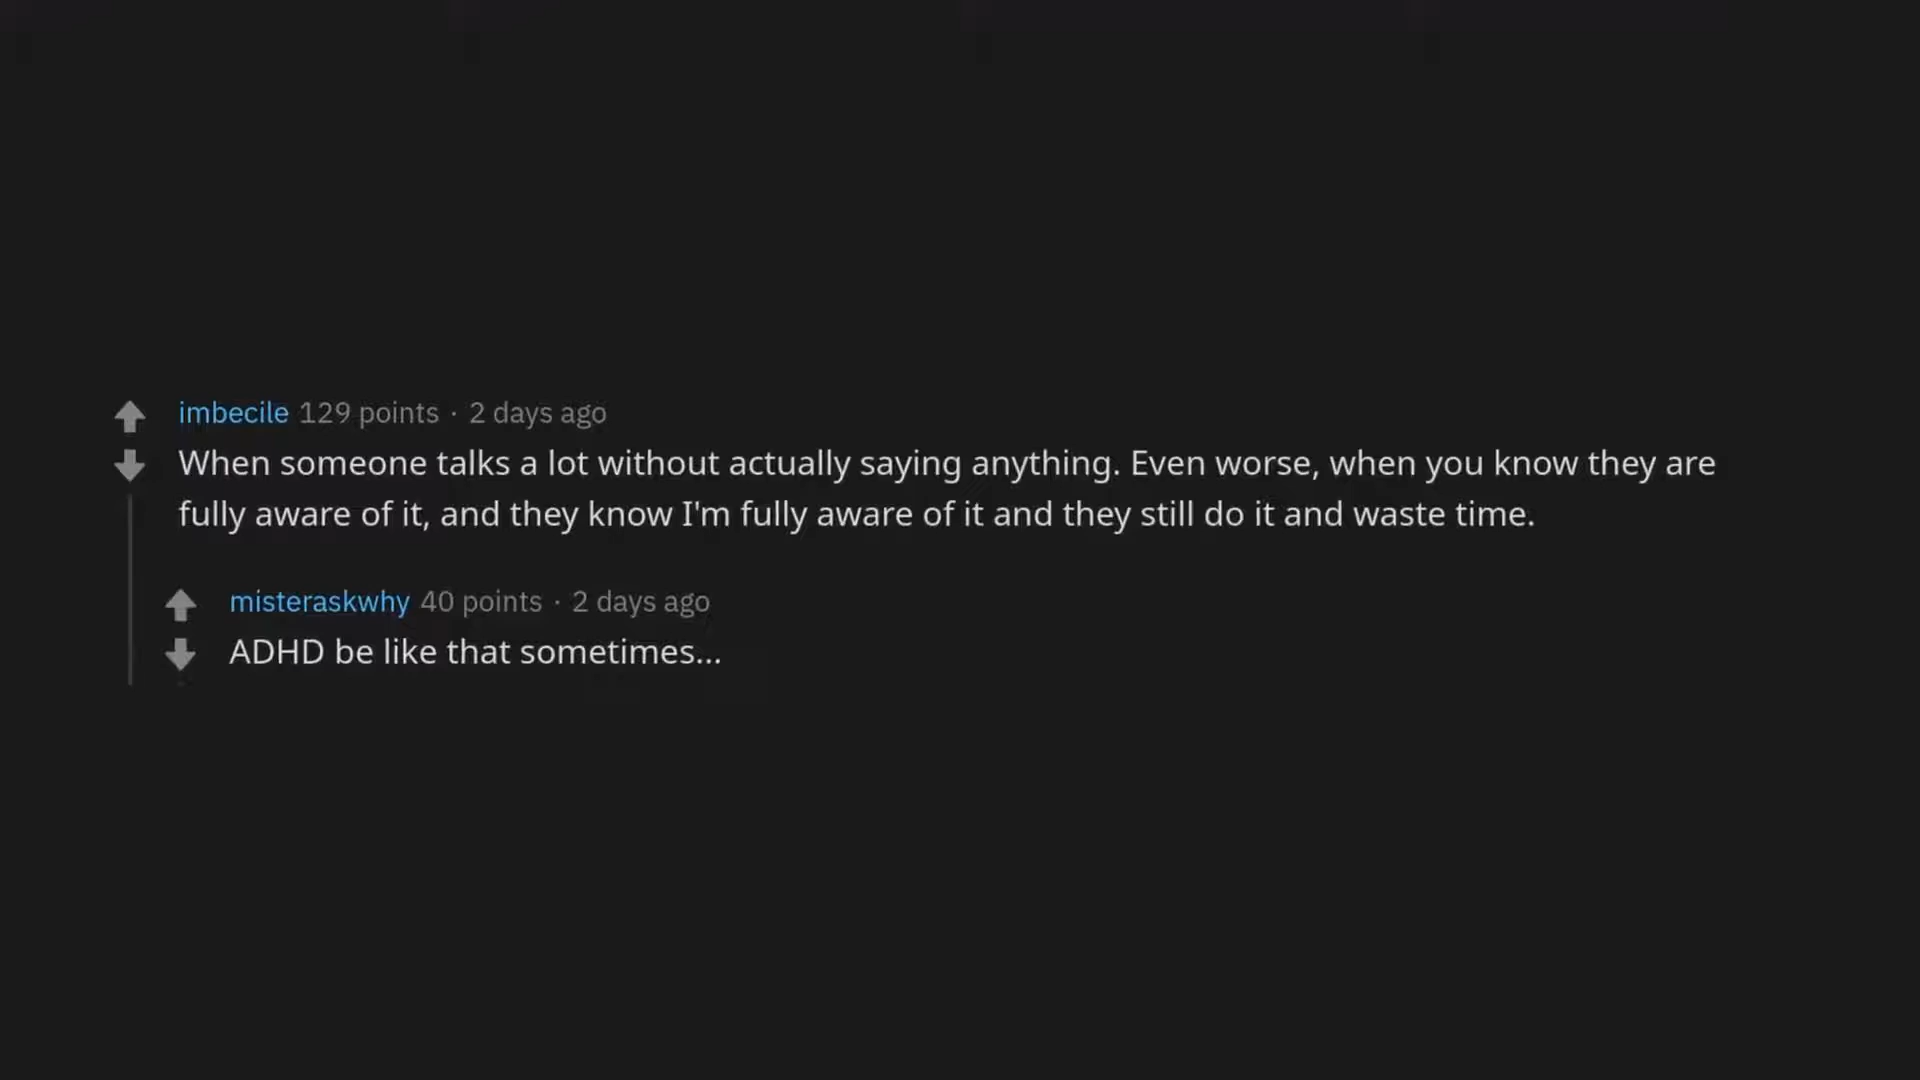 imbecile 129 points · 2 days ago
When someone talks a lot without actually saying anything. Even worse, when you know they are
fully aware of it, and they know I'm fully aware of it and they still do it and waste time.
misteraskwhy 40 points · 2 days ago
ADHD be like that sometimes...